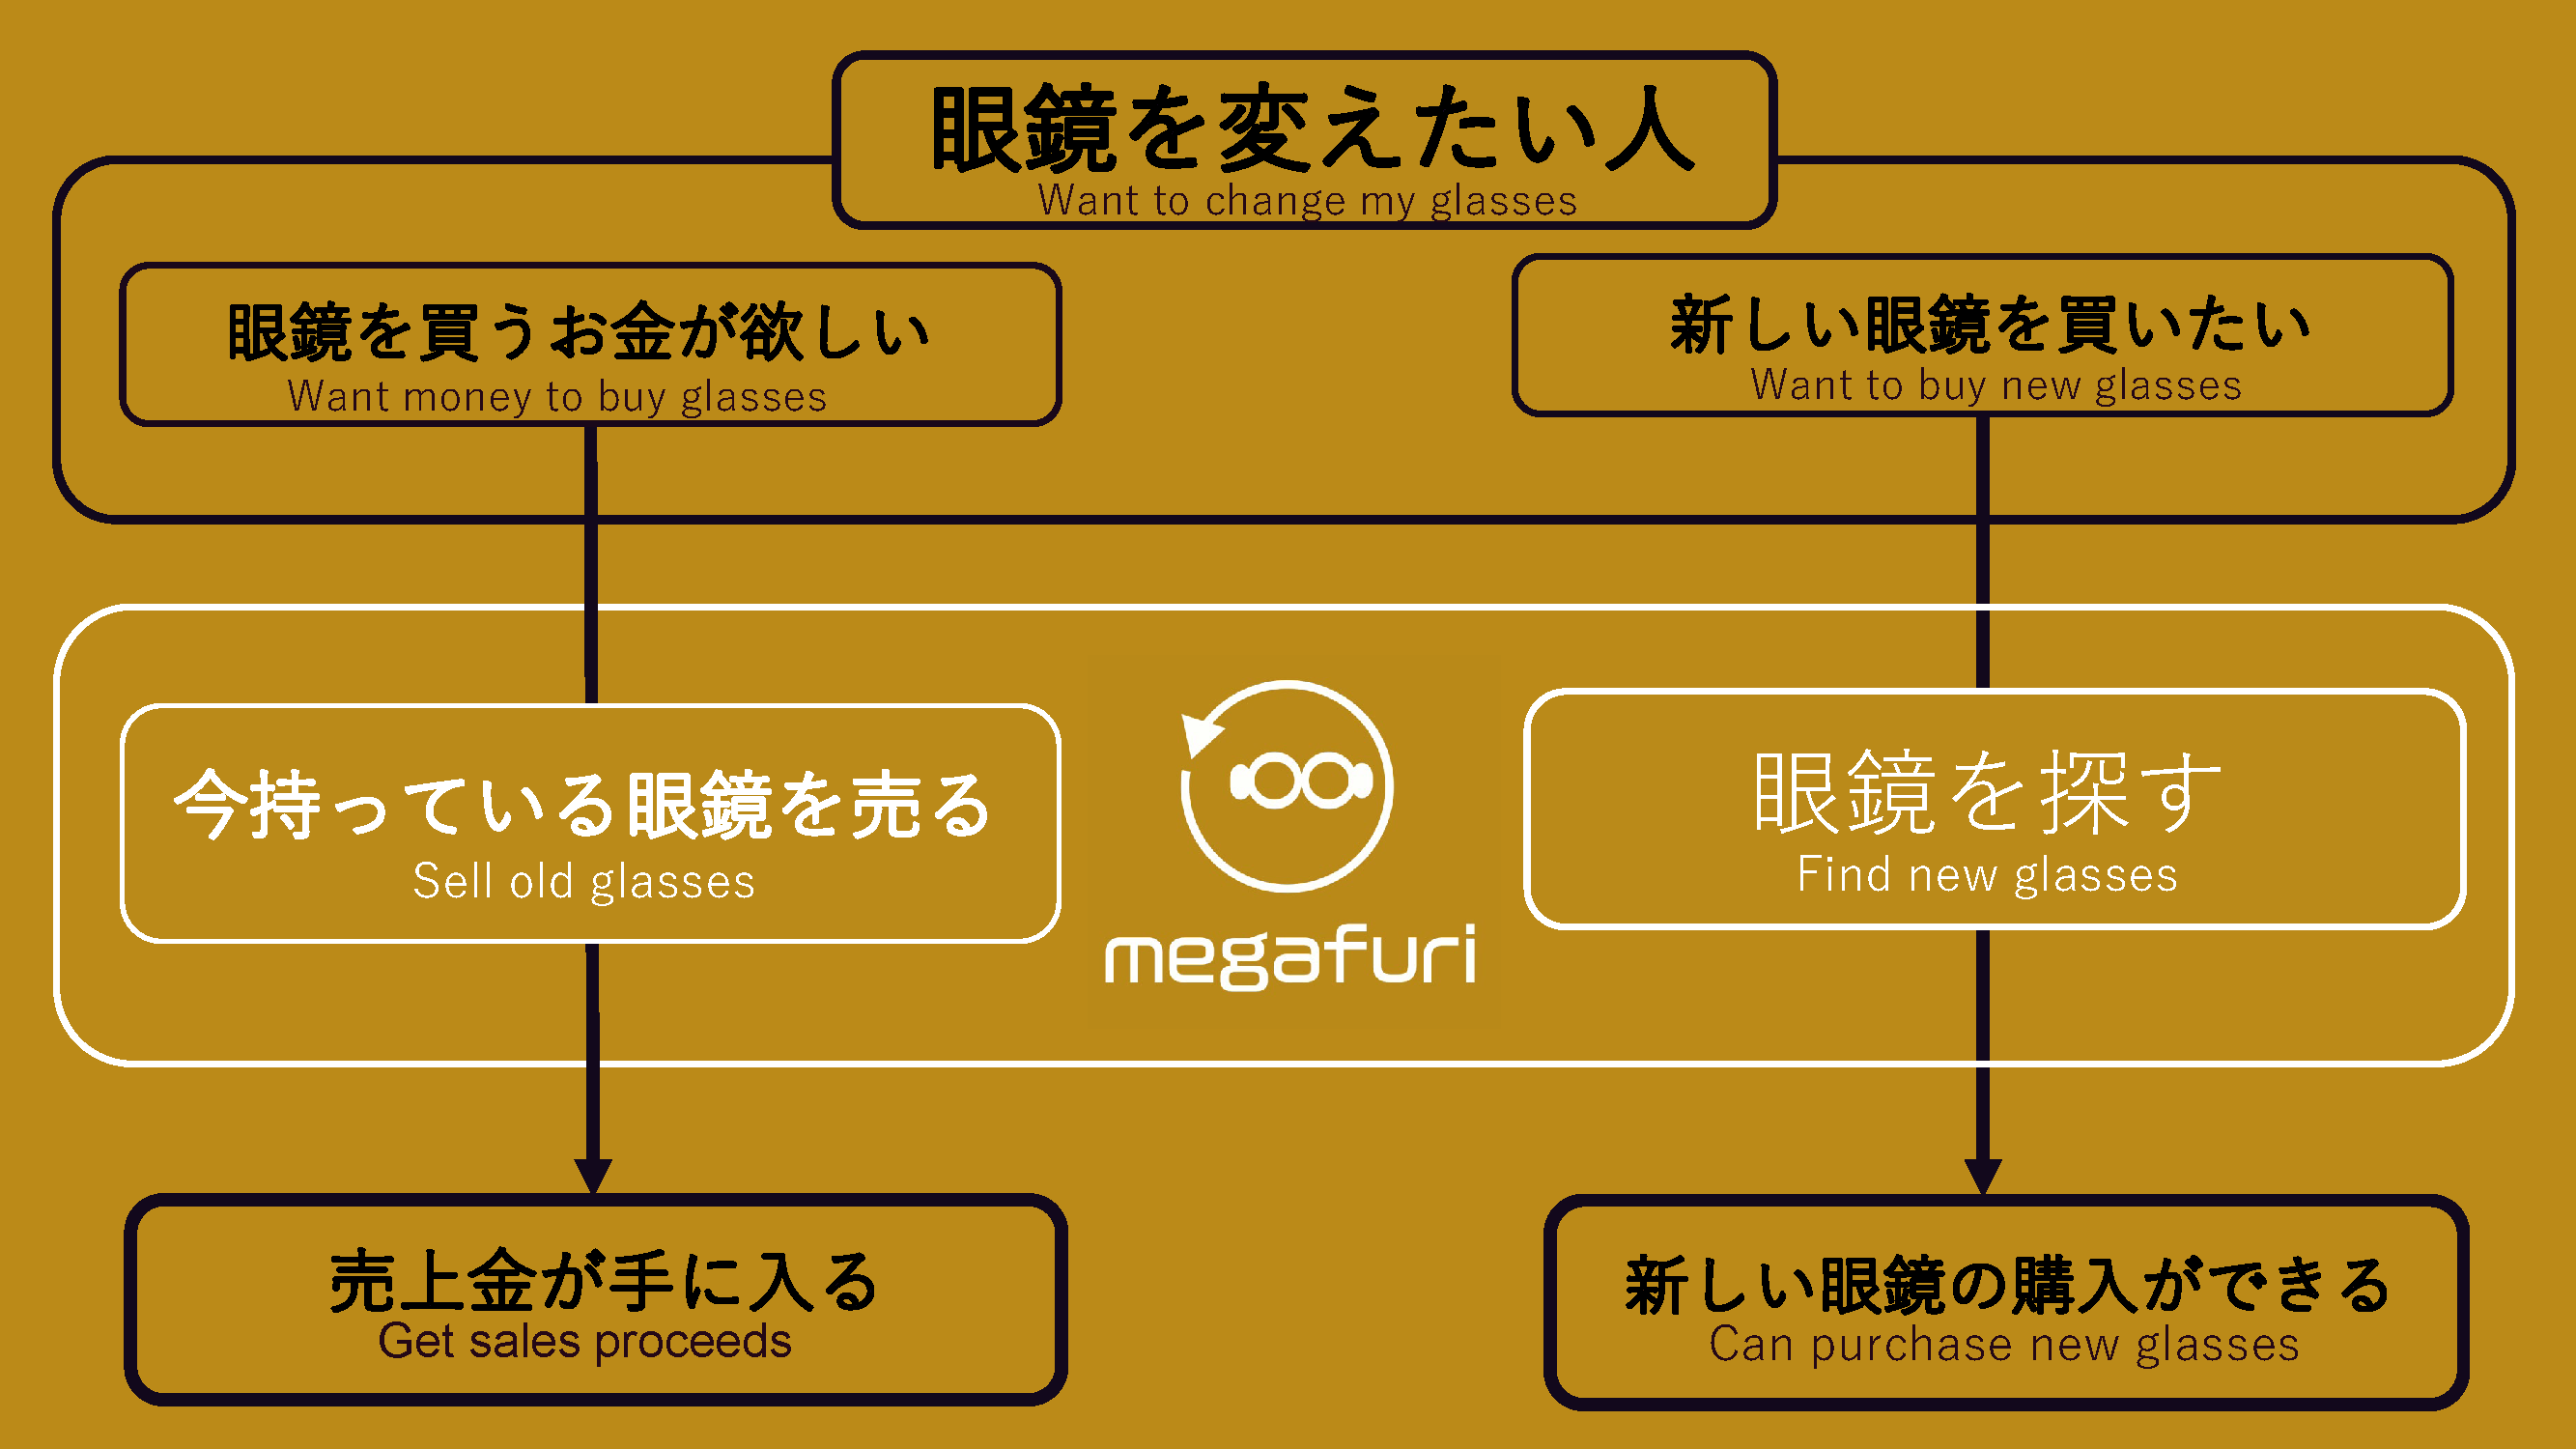 眼鏡を変えたい人
Want to change my glasses
眼鏡を買うお金が欲しい
Want money to buy glasses
新しい眼鏡を買いたい
Want to buy new glasses
今持っている眼鏡を売る
Sell old glasses
megafuri
眼鏡を探す
Find new glasses
売上金が手に入る
Get sales proceeds
新しい眼鏡の購入ができる
Can purchase new glasses